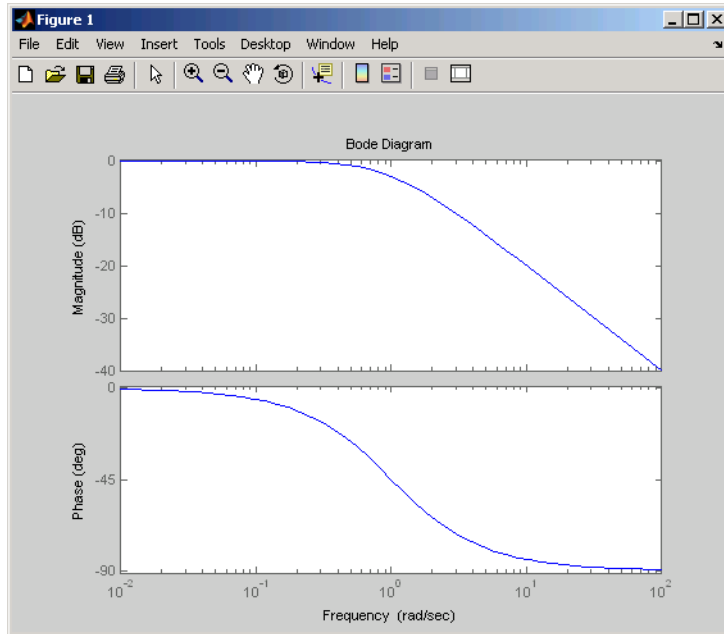 Figure 1
File Edit View Insert Tools Desktop Window Help
Bode Diagram
Magnitude (dB)
0
-10
-20
-30
-40
Phase (deg)
0
-45
-90
10^-2 10^-1 10^0 10^1 10^2
Frequency (rad/sec)